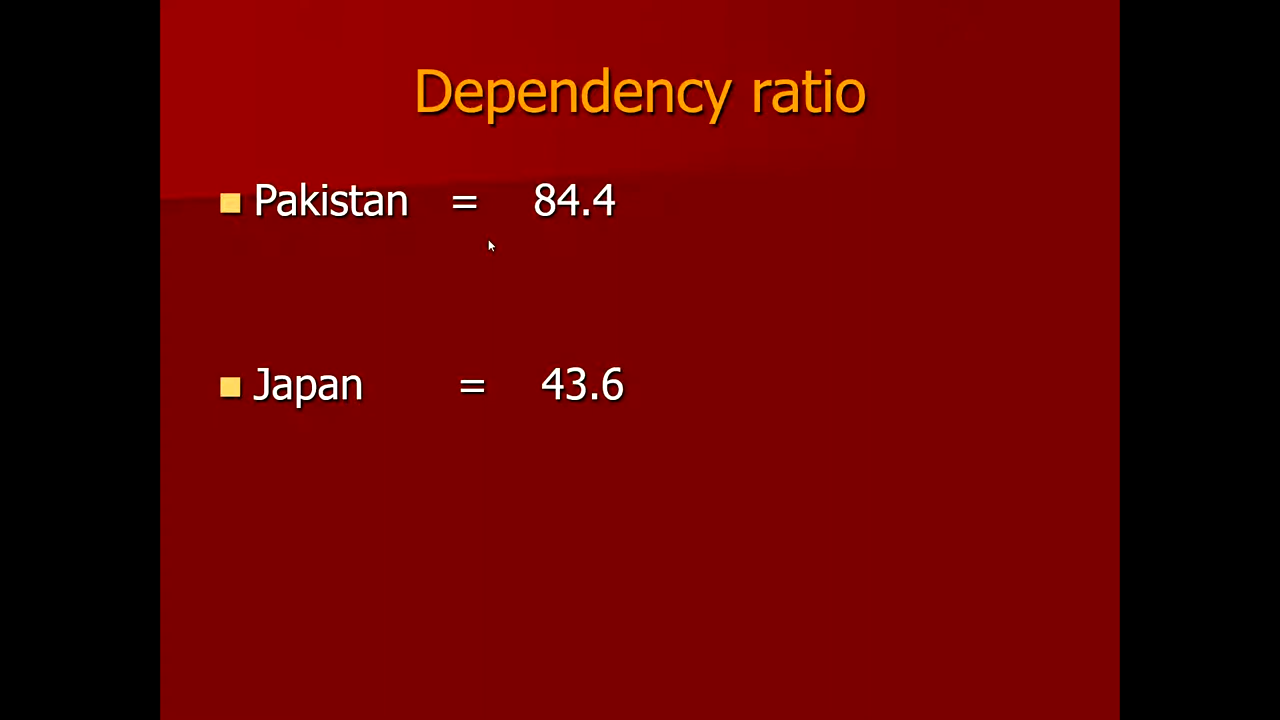 Dependency ratio
Pakistan = 84.4
Japan = 43.6